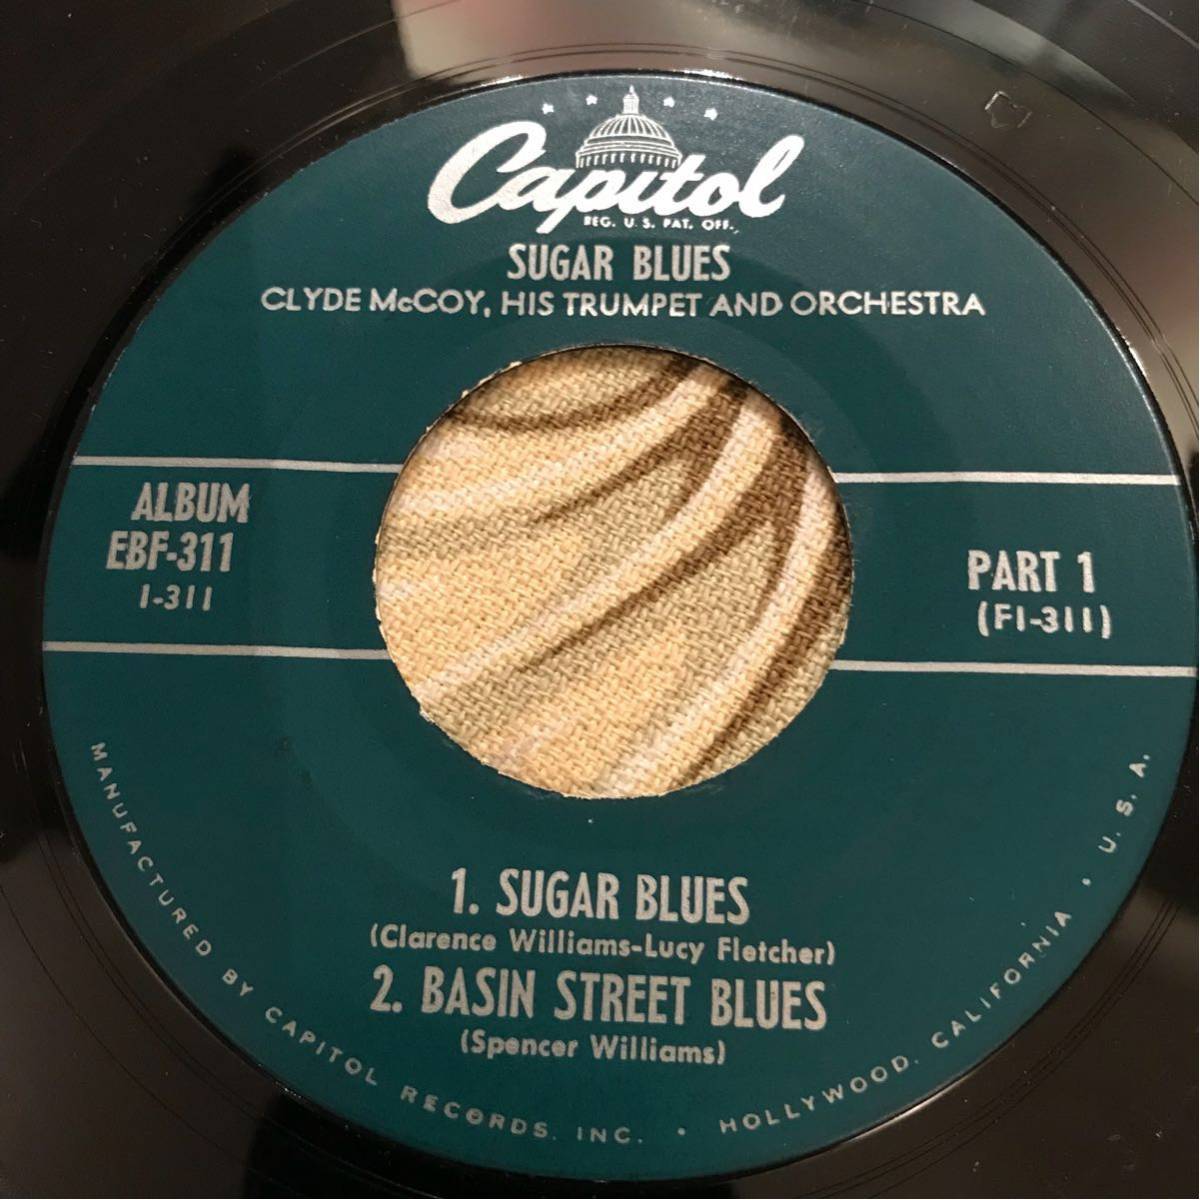 Capitol
REG. U. S. PAT. OFF.
SUGAR BLUES
CLYDE McCOY, HIS TRUMPET AND ORCHESTRA
ALBUM
EBF-311
1-311
PART 1
(F1-311)
1. SUGAR BLUES
(Clarence Williams-Lucy Fletcher)
2. BASIN STREET BLUES
(Spencer Williams)
MANUFACTURED BY CAPITOL RECORDS, INC. • HOLLYWOOD, CALIFORNIA • U. S. A.